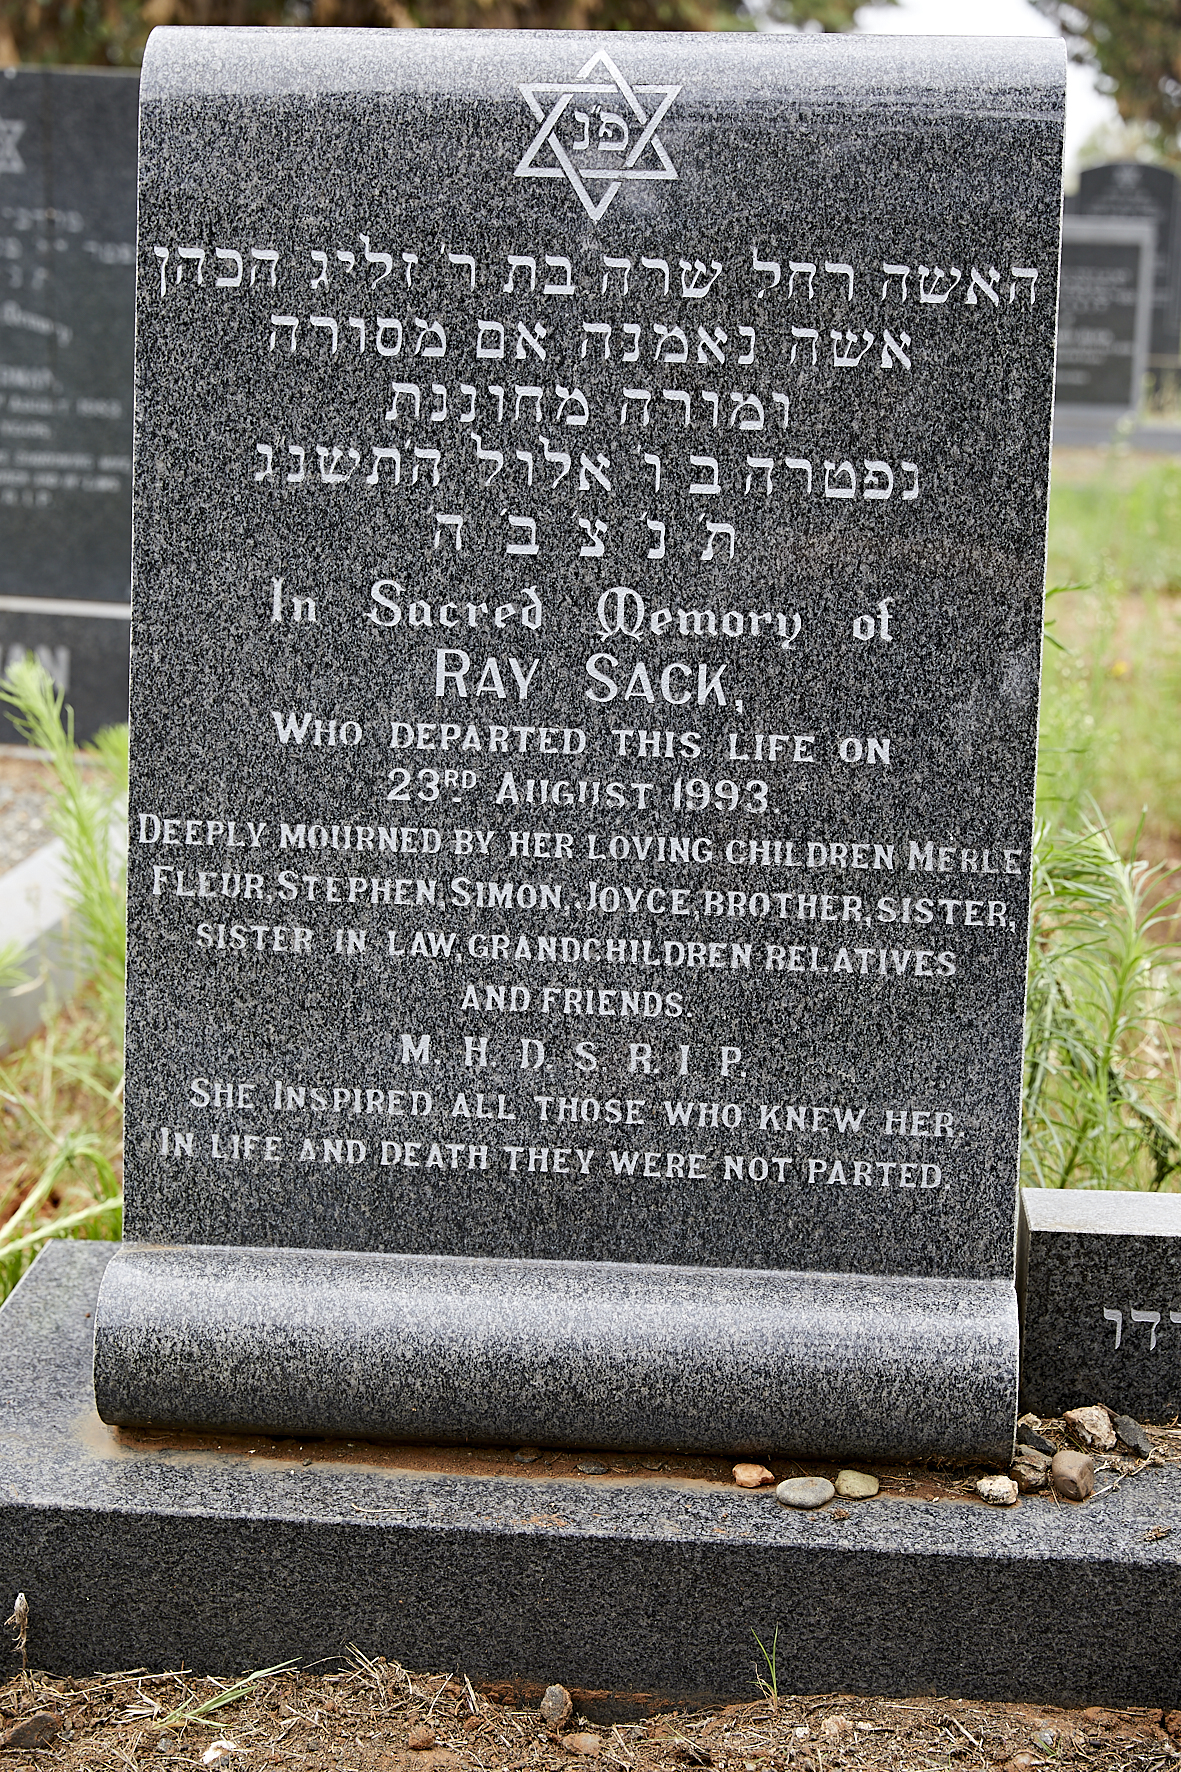 פ״נ
האשה רחל שרה בת ר׳ זליג הכהן
אשה נאמנה אם מסורה
ומורה מחוננת
נפטרה ב ו׳ אלול ה׳תשנ״ג
ת׳ נ׳ צ׳ ב׳ ה׳
In Sacred Memory of
RAY SACK,
WHO DEPARTED THIS LIFE ON
23RD AUGUST 1993.
DEEPLY MOURNED BY HER LOVING CHILDREN MERLE
FLEUR, STEPHEN, SIMON, JOYCE, BROTHER, SISTER,
SISTER IN LAW, GRANDCHILDREN RELATIVES
AND FRIENDS.
M. H. D. S. R. I P.
SHE INSPIRED ALL THOSE WHO KNEW HER.
IN LIFE AND DEATH THEY WERE NOT PARTED.